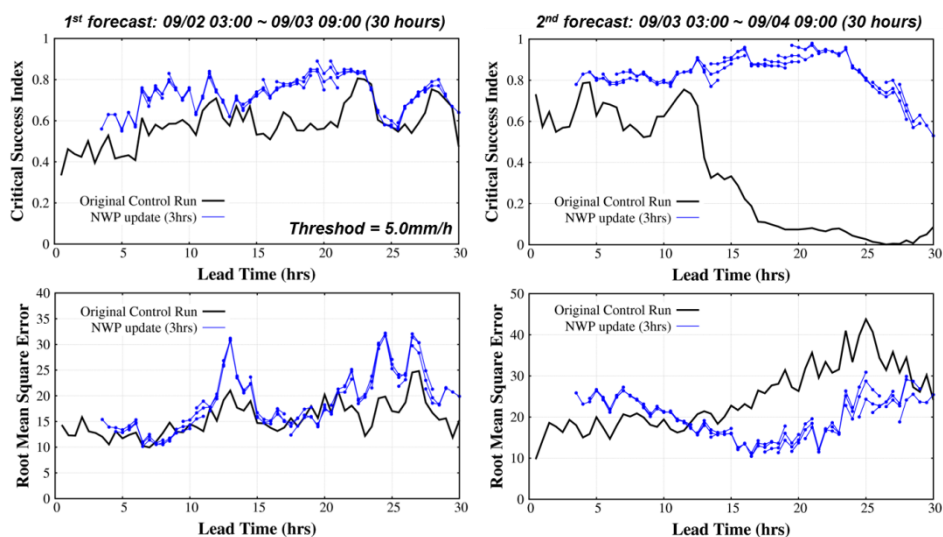 1st forecast: 09/02 03:00 ~ 09/03 09:00 (30 hours)
2nd forecast: 09/03 03:00 ~ 09/04 09:00 (30 hours)
Critical Success Index
1
0.8
0.6
0.4
0.2
0
Original Control Run
NWP update (3hrs)
Threshod = 5.0mm/h
0 5 10 15 20 25 30
Lead Time (hrs)
Critical Success Index
1
0.8
0.6
0.4
0.2
0
Original Control Run
NWP update (3hrs)
0 5 10 15 20 25 30
Lead Time (hrs)
Root Mean Square Error
40
35
30
25
20
15
10
5
0
Original Control Run
NWP update (3hrs)
0 5 10 15 20 25 30
Lead Time (hrs)
Root Mean Square Error
50
40
30
20
10
0
Original Control Run
NWP update (3hrs)
0 5 10 15 20 25 30
Lead Time (hrs)